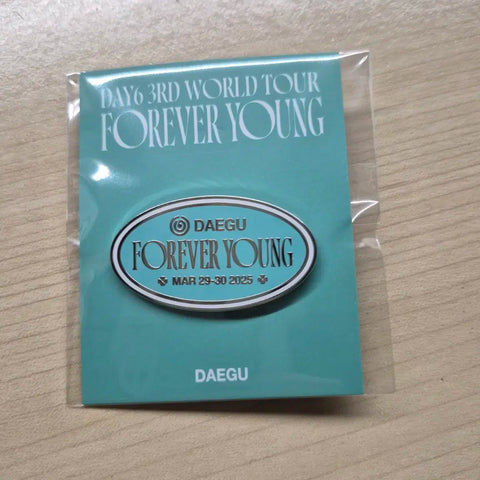 DAY6 3RD WORLD TOUR
FOREVER YOUNG
DAEGU
FOREVER YOUNG
MAR 29-30 2025
DAEGU